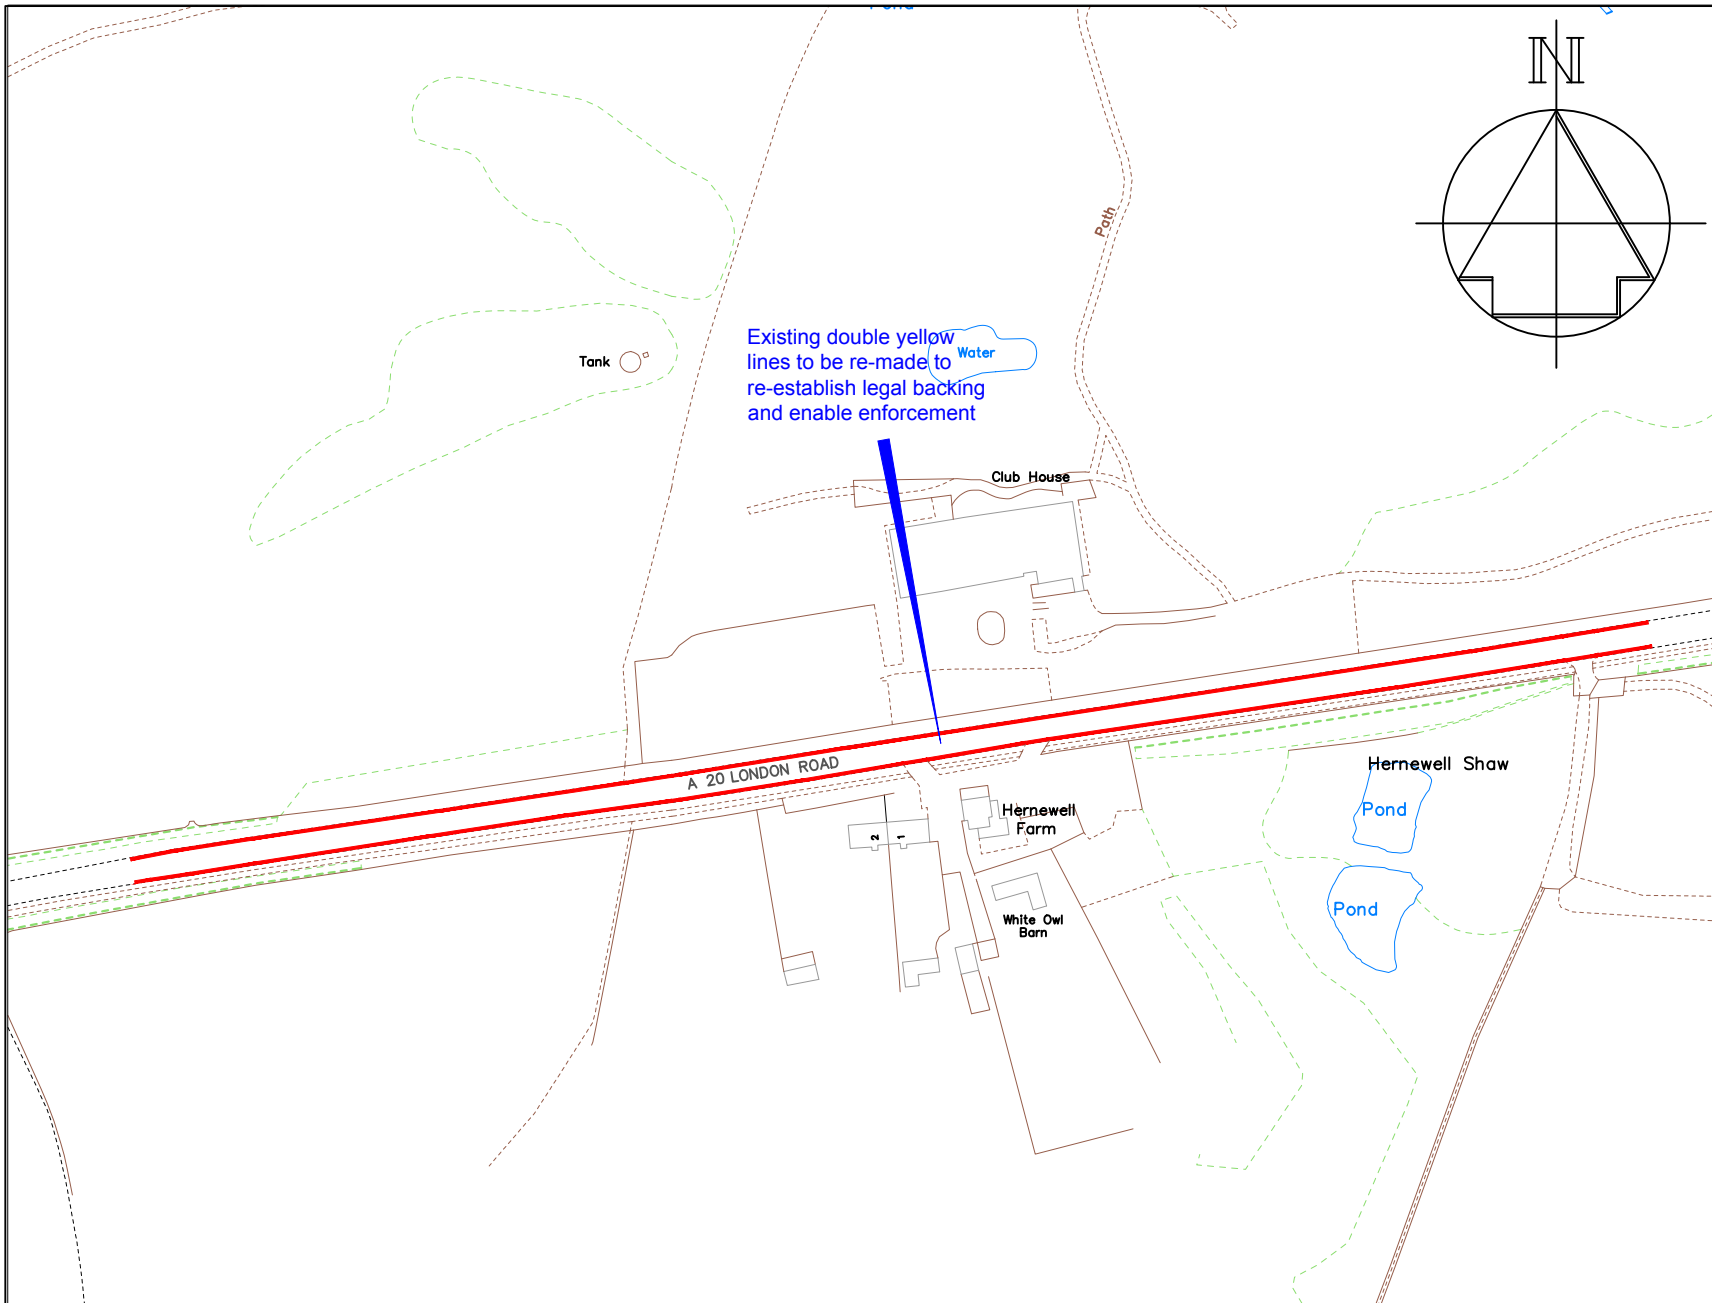 Pond
N
Path
Existing double yellow
lines to be re-made to
re-establish legal backing
and enable enforcement
Water
Tank
Club House
A 20 LONDON ROAD
Hernewell Shaw
Pond
Hernewell
Farm
2
1
Pond
White Owl
Barn